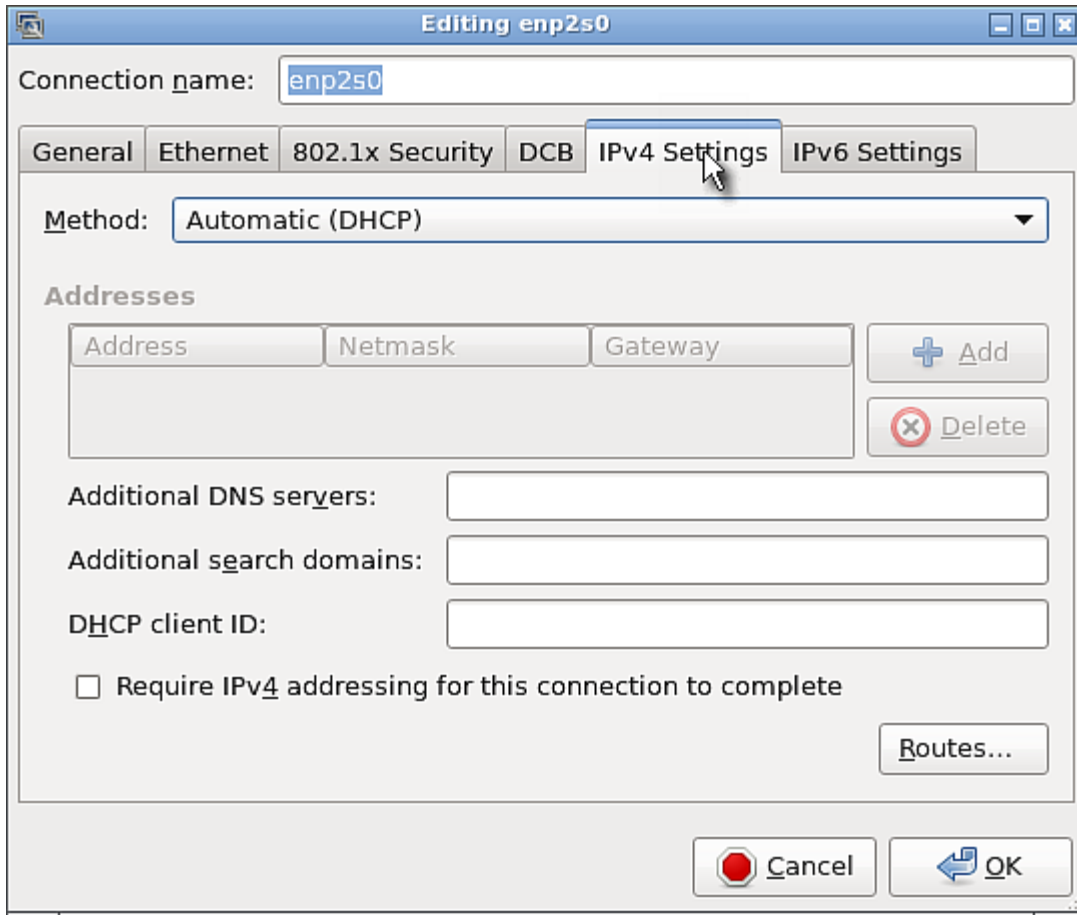 Editing enp2s0
Connection name: enp2s0
General Ethernet 802.1x Security DCB IPv4 Settings IPv6 Settings
Method: Automatic (DHCP)
Addresses
Address Netmask Gateway
Add
Delete
Additional DNS servers:
Additional search domains:
DHCP client ID:
Require IPv4 addressing for this connection to complete
Routes...
Cancel OK